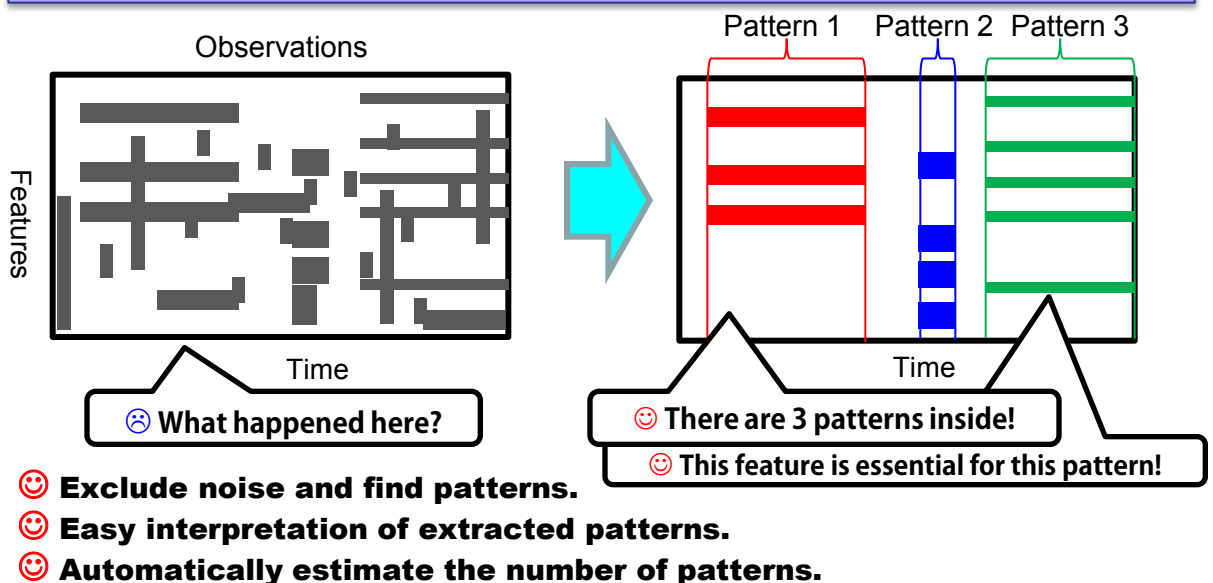 Observations
Features
Time
☹ What happened here?
Pattern 1
Pattern 2
Pattern 3
Time
☺ There are 3 patterns inside!
☺ This feature is essential for this pattern!
☺ Exclude noise and find patterns.
☺ Easy interpretation of extracted patterns.
☺ Automatically estimate the number of patterns.